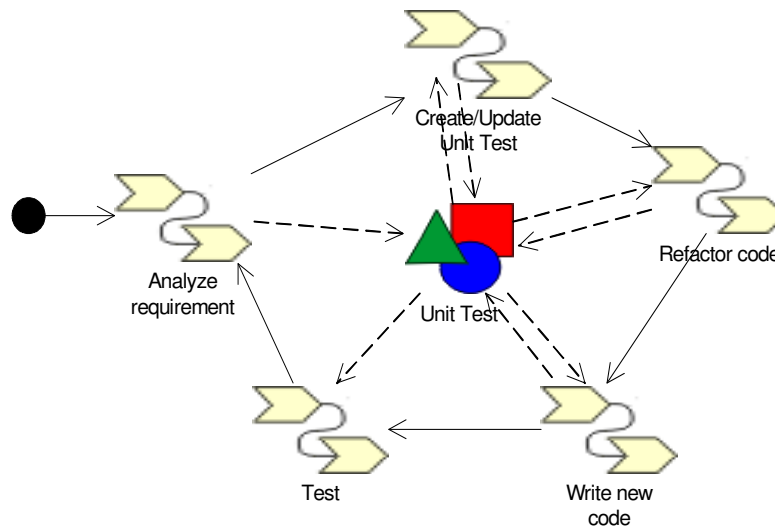 Create/Update
Unit Test
Refactor code
Analyze
requirement
Unit Test
Test
Write new
code